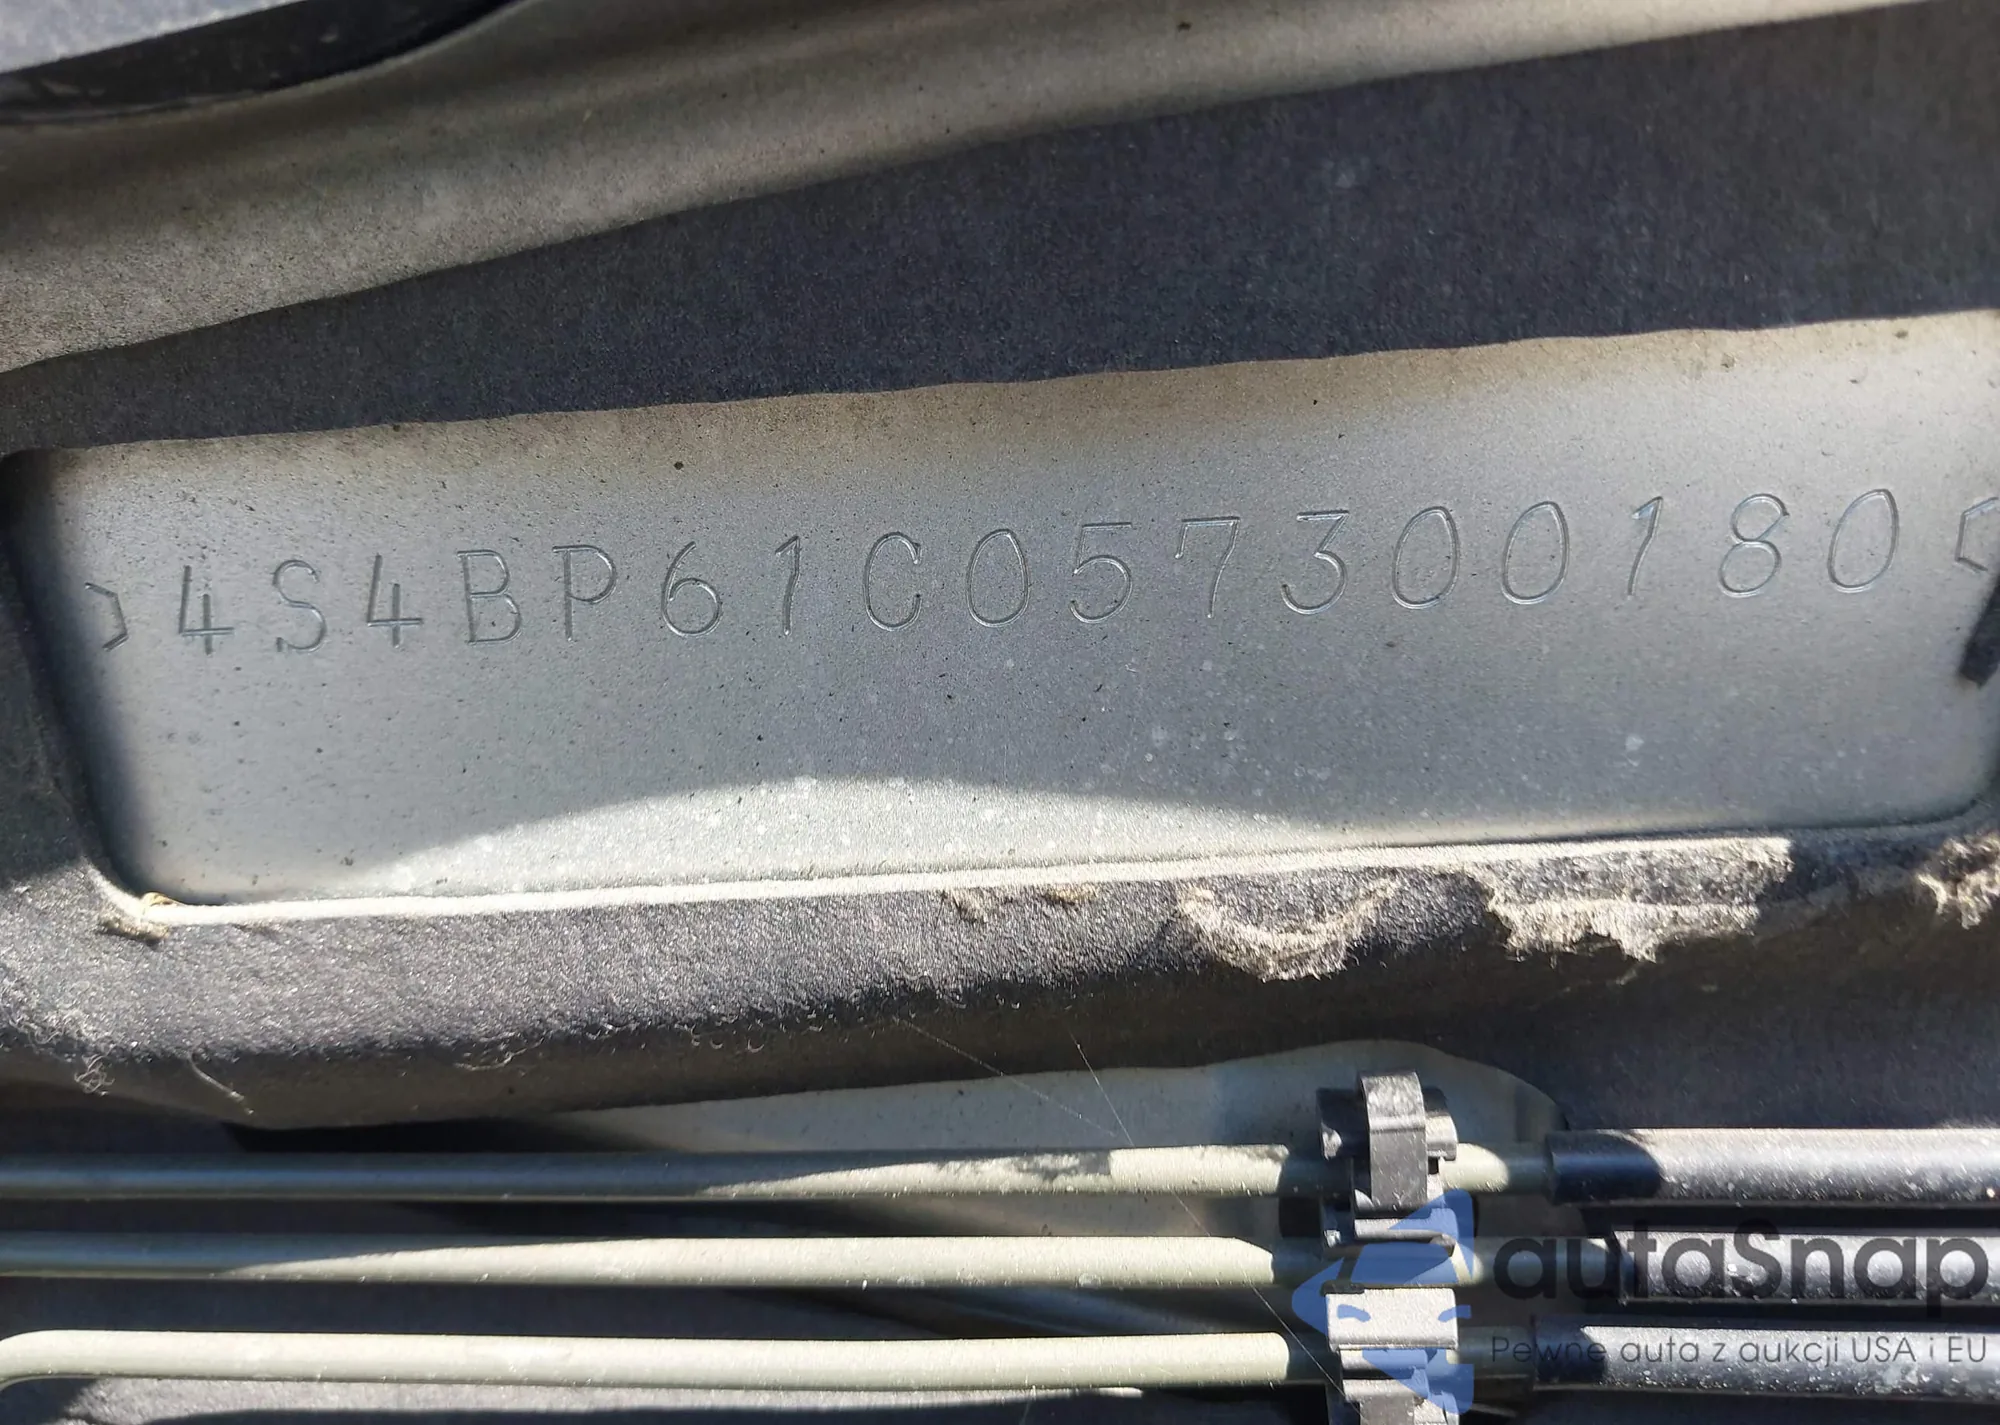 4S4BP61C057300180
autaSnap
Pewne auta z aukcji USA i EU